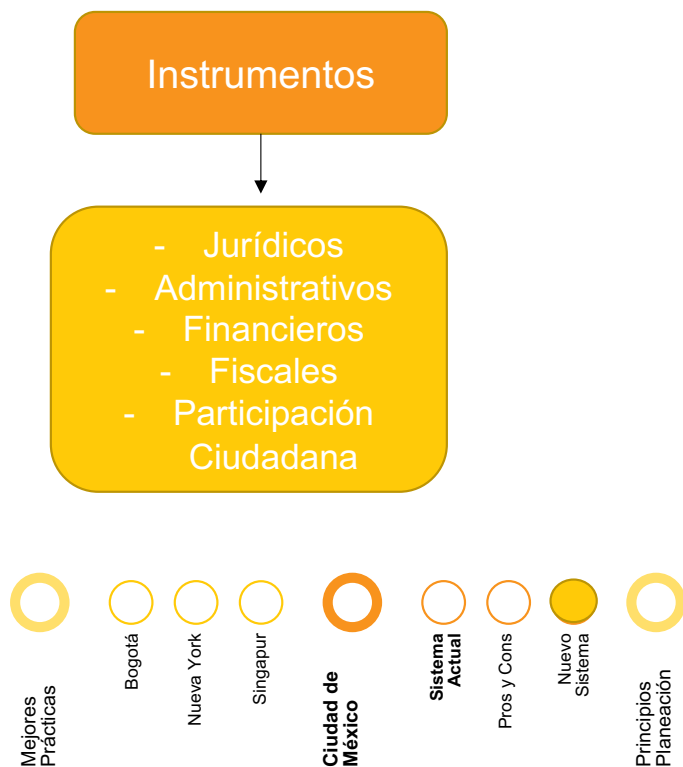 Instrumentos
- Jurídicos
- Administrativos
- Financieros
- Fiscales
- Participación
Ciudadana
Mejores
Prácticas
Bogotá
Nueva York
Singapur
Ciudad de
México
Sistema
Actual
Pros y Cons
Nuevo
Sistema
Principios
Planeación